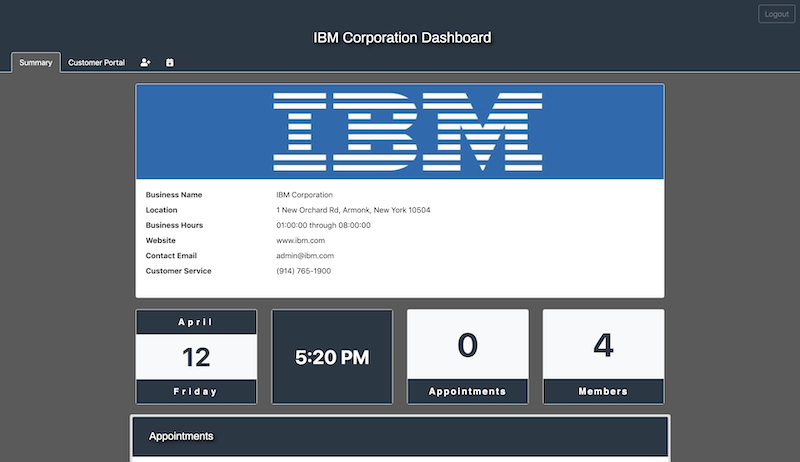 Logout
IBM Corporation Dashboard
Summary Customer Portal
IBM
Business Name IBM Corporation
Location 1 New Orchard Rd, Armonk, New York 10504
Business Hours 01:00:00 through 08:00:00
Website www.ibm.com
Contact Email admin@ibm.com
Customer Service (914) 765-1900
April
12
Friday
5:20 PM
0
Appointments
4
Members
Appointments